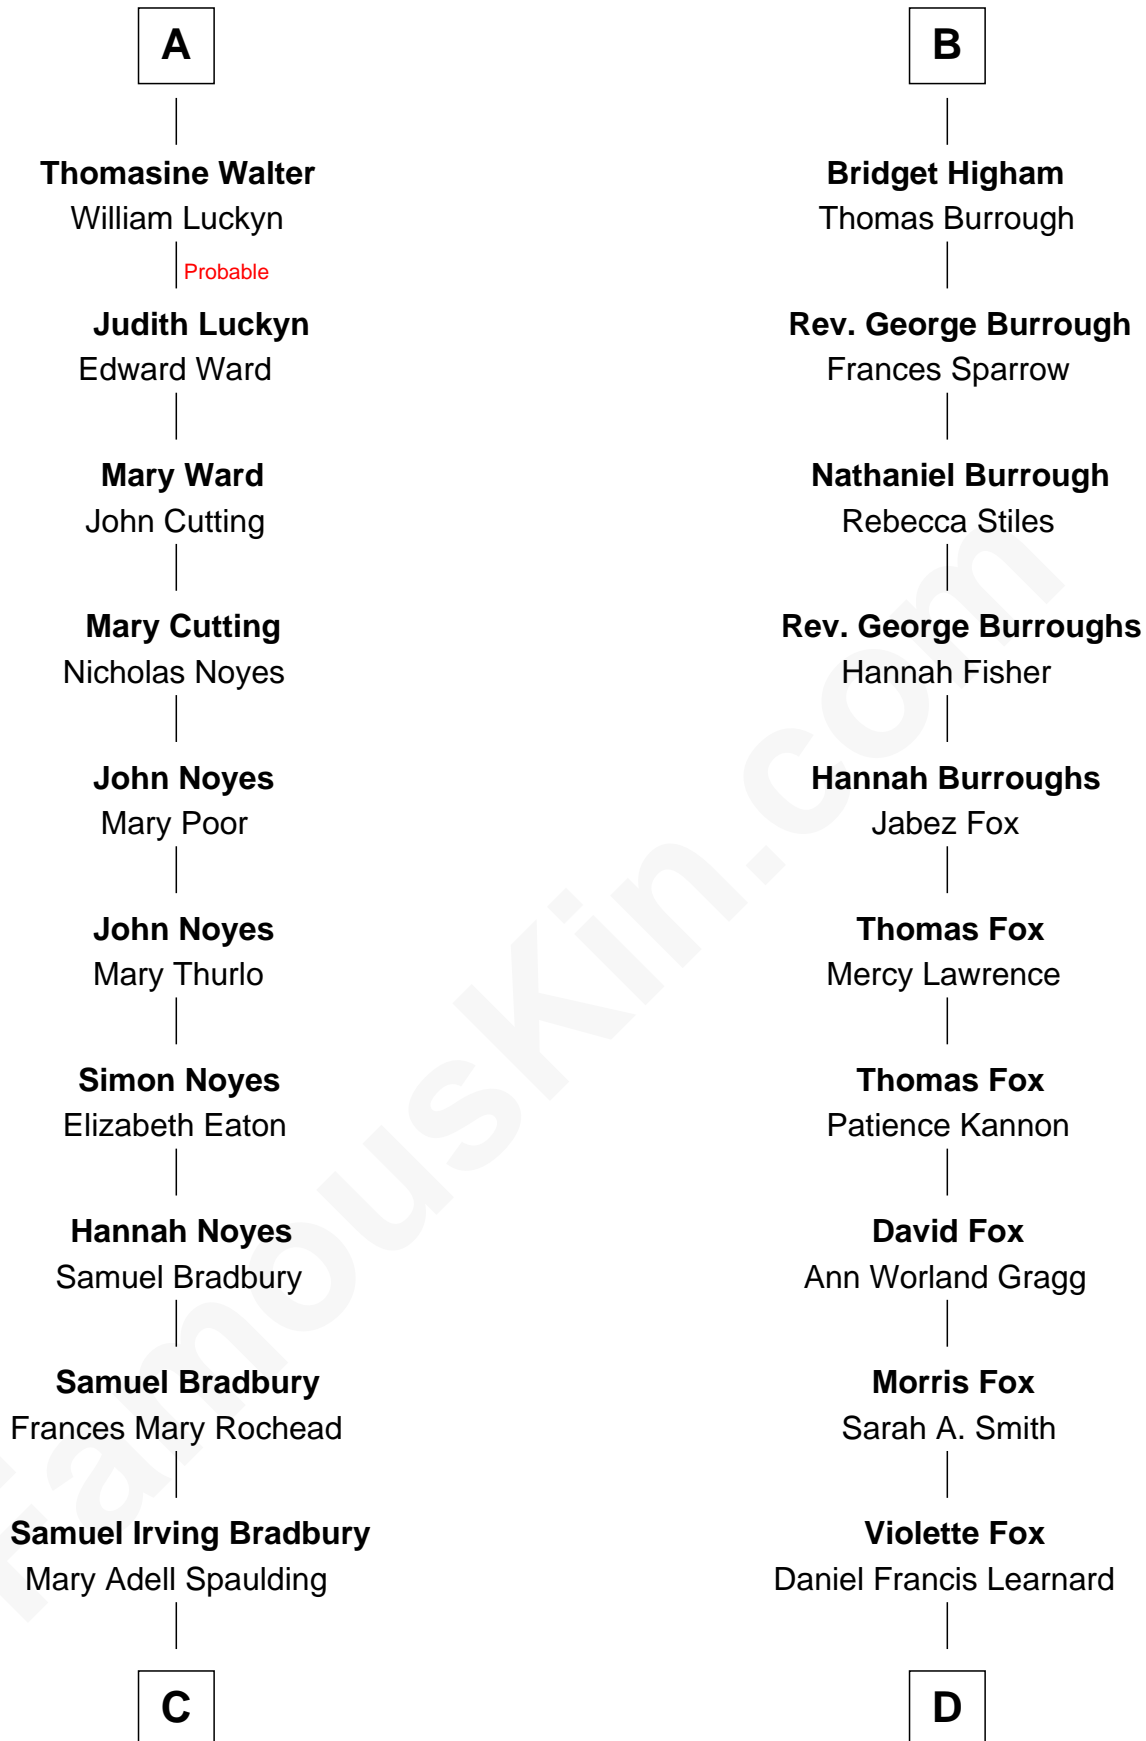 A
Thomasine Walter
William Luckyn
Probable
Judith Luckyn
Edward Ward
Mary Ward
John Cutting
Mary Cutting
Nicholas Noyes
John Noyes
Mary Poor
John Noyes
Mary Thurlo
Simon Noyes
Elizabeth Eaton
Hannah Noyes
Samuel Bradbury
Samuel Bradbury
Frances Mary Rochead
Samuel Irving Bradbury
Mary Adell Spaulding
C
B
Bridget Higham
Thomas Burrough
Rev. George Burrough
Frances Sparrow
Nathaniel Burrough
Rebecca Stiles
Rev. George Burroughs
Hannah Fisher
Hannah Burroughs
Jabez Fox
Thomas Fox
Mercy Lawrence
Thomas Fox
Patience Kannon
David Fox
Ann Worland Gragg
Morris Fox
Sarah A. Smith
Violette Fox
Daniel Francis Learnard
D
FamousKin.com